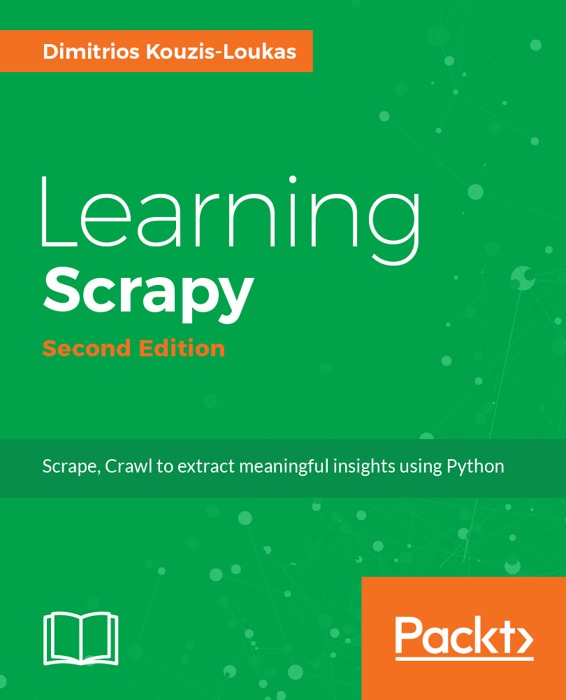 Dimitrios Kouzis-Loukas
Learning
Scrapy
Second Edition
Scrape, Crawl to extract meaningful insights using Python
Packt>